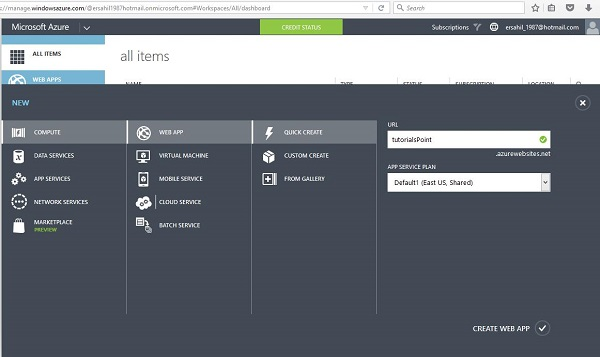 //manage.windowsazure.com/@ersahil1987hotmail.onmicrosoft.com#Workspaces/All/dashboard
Search
Microsoft Azure
CREDIT STATUS
Subscriptions
ersahil_1987@hotmail.com
ALL ITEMS
WEB APPS
all items
NAME TYPE STATUS SUBSCRIPTION LOCATION
NEW
COMPUTE
DATA SERVICES
APP SERVICES
NETWORK SERVICES
MARKETPLACE
PREVIEW
WEB APP
VIRTUAL MACHINE
MOBILE SERVICE
CLOUD SERVICE
BATCH SERVICE
QUICK CREATE
CUSTOM CREATE
FROM GALLERY
URL
tutorialsPoint
.azurewebsites.net
APP SERVICE PLAN
Default1 (East US, Shared)
CREATE WEB APP